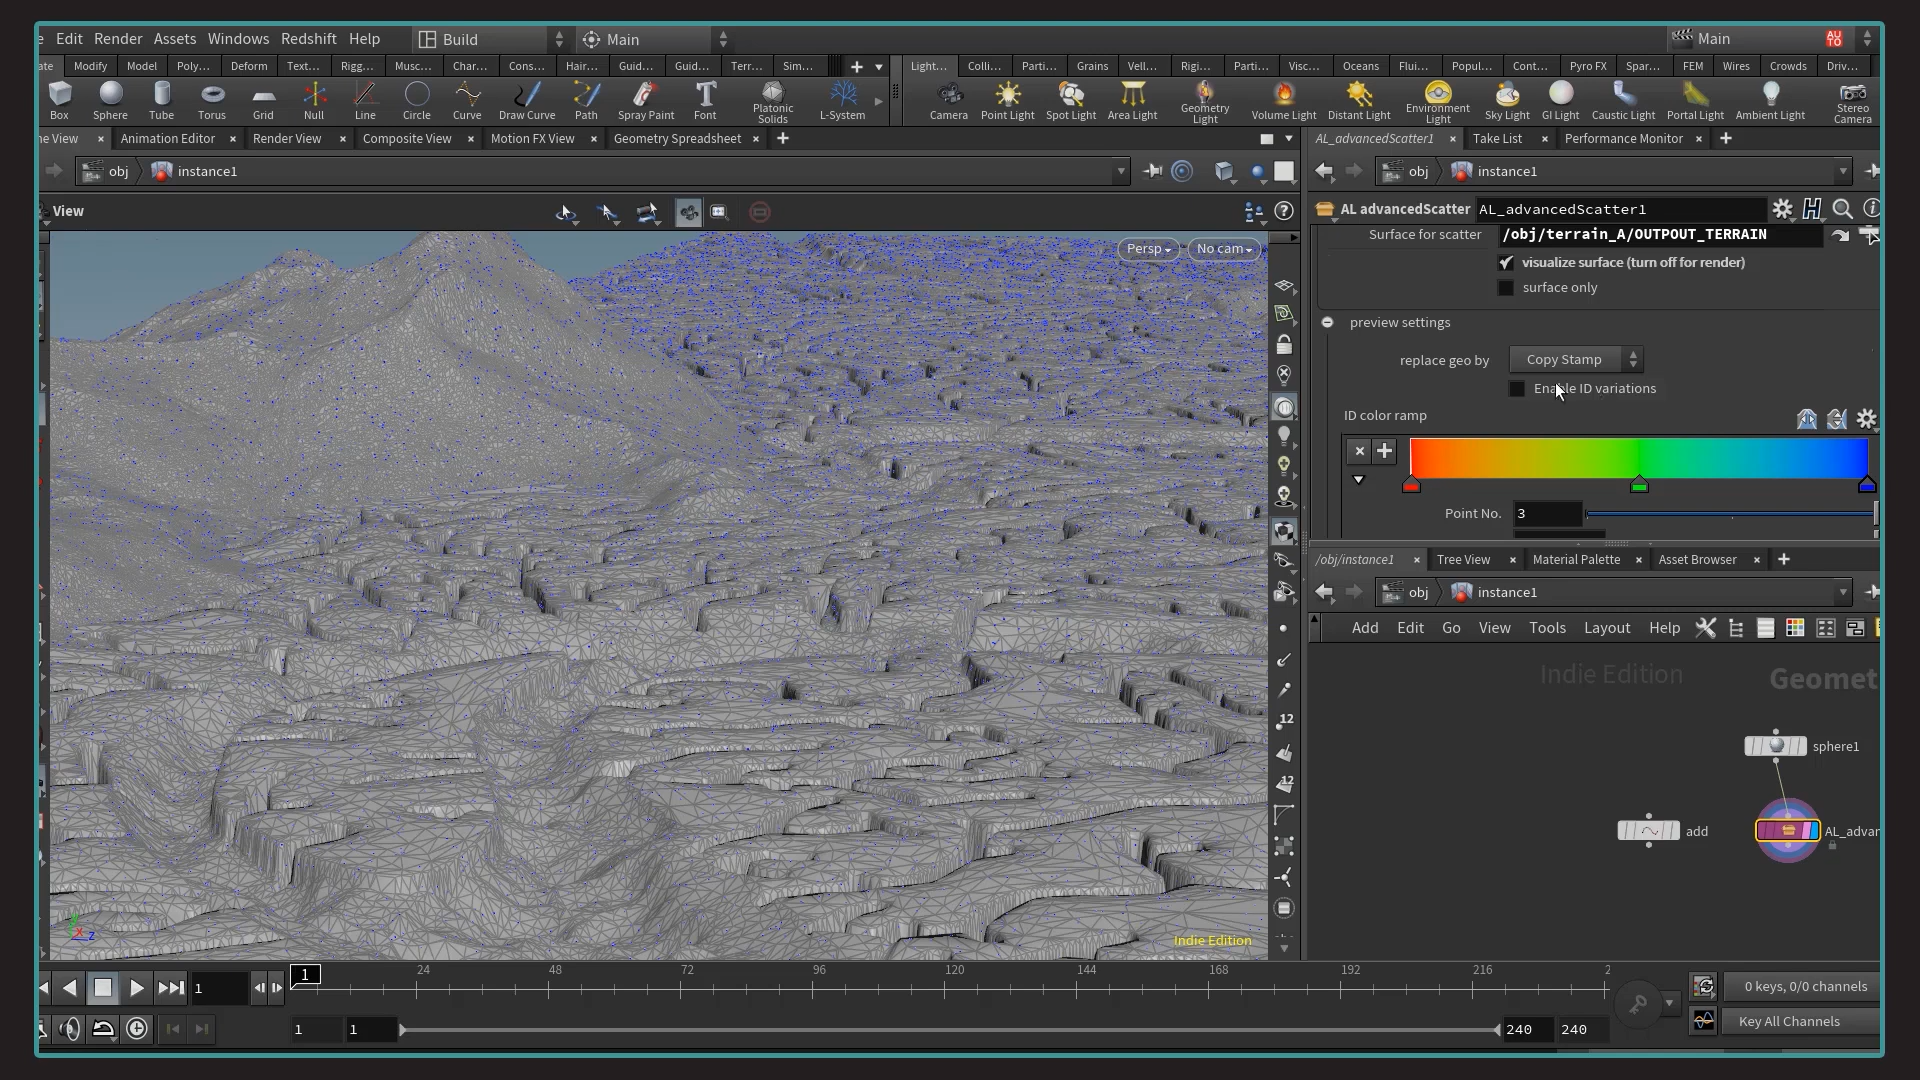 e Edit Render Assets Windows Redshift Help Build Main Main AUTO
ate Modify Model Poly... Deform Text... Rigg... Musc... Char... Cons... Hair... Guid... Guid... Terr... Sim... Light... Colli... Parti... Grains Vell... Rigi... Parti... Visc... Oceans Flui... Popul... Cont... Pyro FX Spar... FEM Wires Crowds Driv...
Box Sphere Tube Torus Grid Null Line Circle Curve Draw Curve Path Spray Paint Font Platonic Solids L-System Camera Point Light Spot Light Area Light Geometry Light Volume Light Distant Light Environment Light Sky Light GI Light Caustic Light Portal Light Ambient Light Stereo Camera
ne View Animation Editor Render View Composite View Motion FX View Geometry Spreadsheet AL_advancedScatter1 Take List Performance Monitor
obj instance1 obj instance1
View AL advancedScatter AL_advancedScatter1
Surface for scatter /obj/terrain_A/OUTPOUT_TERRAIN
Persp No cam
visualize surface (turn off for render)
surface only
preview settings
replace geo by Copy Stamp
Enable ID variations
ID color ramp
Point No. 3
/obj/instance1 Tree View Material Palette Asset Browser
obj instance1
Add Edit Go View Tools Layout Help
Indie Edition Geomet
12
sphere1
12
add AL_advan
y
x z
Indie Edition
1 1 24 48 72 96 120 144 168 192 216 2
0 keys, 0/0 channels
1 1 240 240 Key All Channels